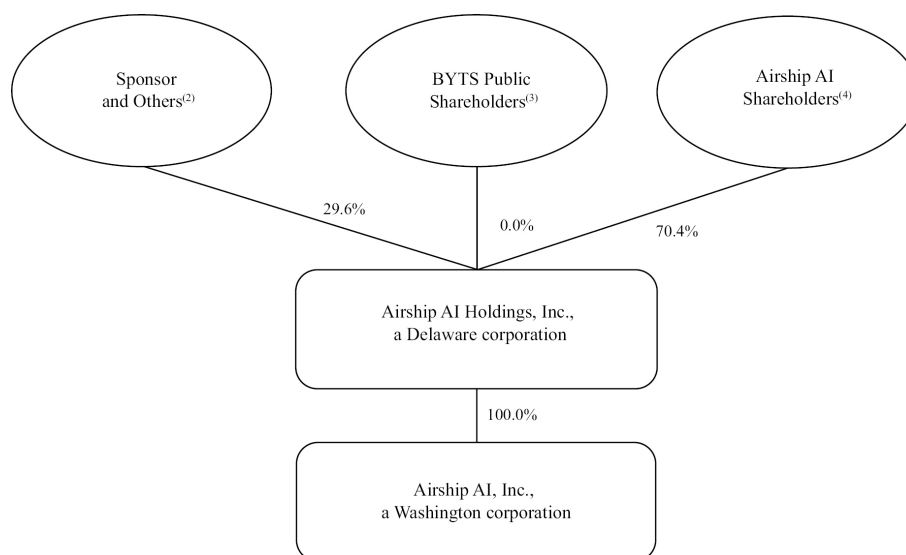 Sponsor
and Others(2)
BYTS Public
Shareholders(3)
Airship AI
Shareholders(4)
29.6%
0.0%
70.4%
Airship AI Holdings, Inc.,
a Delaware corporation
100.0%
Airship AI, Inc.,
a Washington corporation